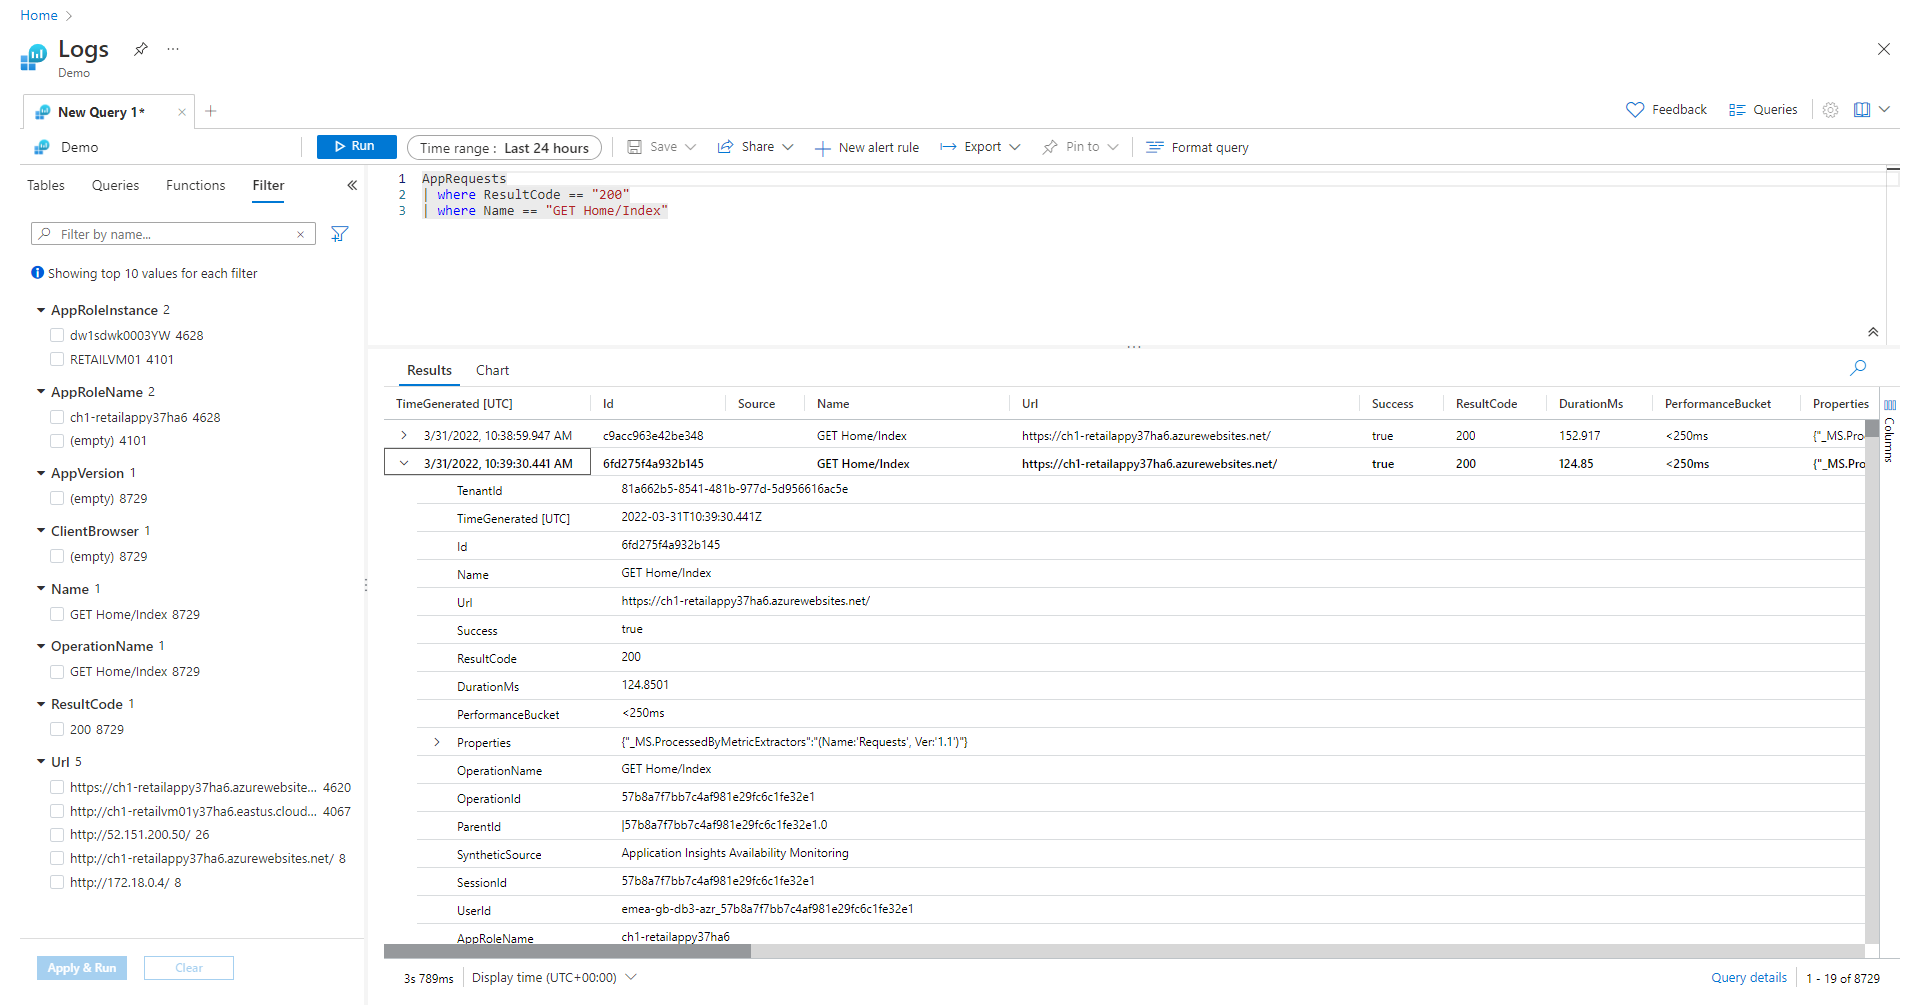 Home
Logs
Demo
New Query 1*
Feedback
Queries
Demo
Run
Time range : Last 24 hours
Save
Share
New alert rule
Export
Pin to
Format query
Tables
Queries
Functions
Filter
1 AppRequests
2 | where ResultCode == "200"
3 | where Name == "GET Home/Index"
Filter by name...
Showing top 10 values for each filter
AppRoleInstance 2
dw1sdwk0003YW 4628
RETAILVM01 4101
AppRoleName 2
ch1-retailappy37ha6 4628
(empty) 4101
AppVersion 1
(empty) 8729
ClientBrowser 1
(empty) 8729
Name 1
GET Home/Index 8729
OperationName 1
GET Home/Index 8729
ResultCode 1
200 8729
Url 5
https://ch1-retailappy37ha6.azurewebsite... 4620
http://ch1-retailvm01y37ha6.eastus.cloud... 4067
http://52.151.200.50/ 26
http://ch1-retailappy37ha6.azurewebsites.net/ 8
http://172.18.0.4/ 8
Apply & Run
Clear
Results
Chart
TimeGenerated [UTC] Id Source Name Url Success ResultCode DurationMs PerformanceBucket Properties
3/31/2022, 10:38:59.947 AM c9acc963e42be348 GET Home/Index https://ch1-retailappy37ha6.azurewebsites.net/ true 200 152.917 <250ms {"_MS.Pro
3/31/2022, 10:39:30.441 AM 6fd275f4a932b145 GET Home/Index https://ch1-retailappy37ha6.azurewebsites.net/ true 200 124.85 <250ms {"_MS.Pro
Columns
TenantId 81a662b5-8541-481b-977d-5d956616ac5e
TimeGenerated [UTC] 2022-03-31T10:39:30.441Z
Id 6fd275f4a932b145
Name GET Home/Index
Url https://ch1-retailappy37ha6.azurewebsites.net/
Success true
ResultCode 200
DurationMs 124.8501
PerformanceBucket <250ms
Properties {"_MS.ProcessedByMetricExtractors":"(Name:'Requests', Ver:'1.1')"}
OperationName GET Home/Index
OperationId 57b8a7f7bb7c4af981e29fc6c1fe32e1
ParentId |57b8a7f7bb7c4af981e29fc6c1fe32e1.0
SyntheticSource Application Insights Availability Monitoring
SessionId 57b8a7f7bb7c4af981e29fc6c1fe32e1
UserId emea-gb-db3-azr_57b8a7f7bb7c4af981e29fc6c1fe32e1
AppRoleName ch1-retailappy37ha6
3s 789ms
Display time (UTC+00:00)
Query details
1 - 19 of 8729